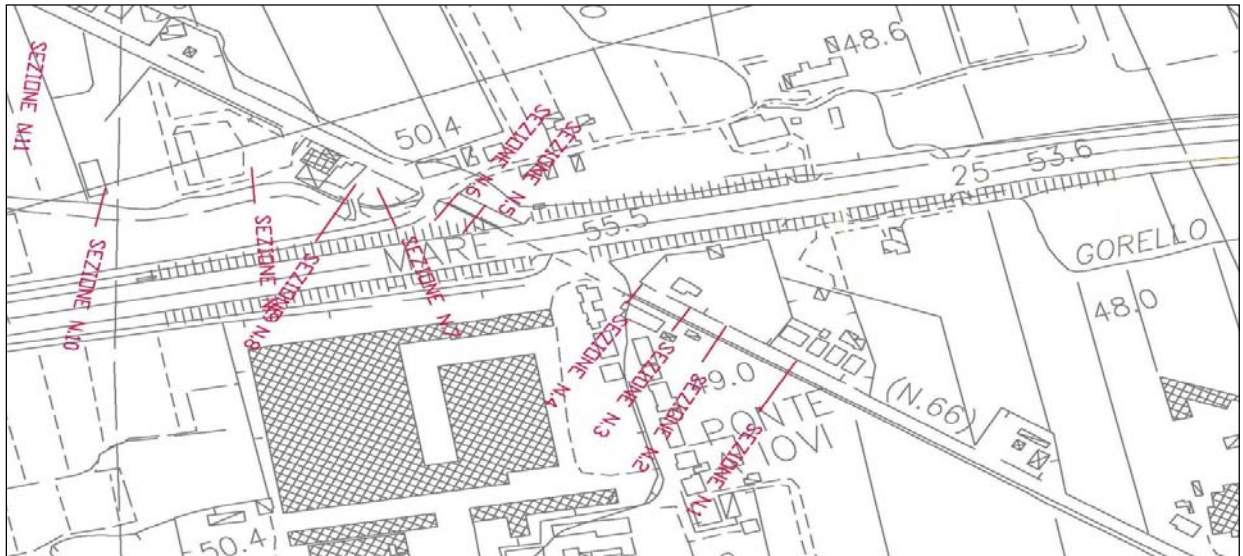 48.6
50.4
SEZIONE N.11
SEZIONE N.6
SEZIONE N.5
25 53.6
55.5
MARE
GORELLO
SEZIONE N.10
SEZIONE N.9
SEZIONE N.8
SEZIONE N.7
48.0
SEZIONE N.4
SEZIONE N.3
SEZIONE N.2
SEZIONE N.1
49.0
(N.66)
PONTE
50.4